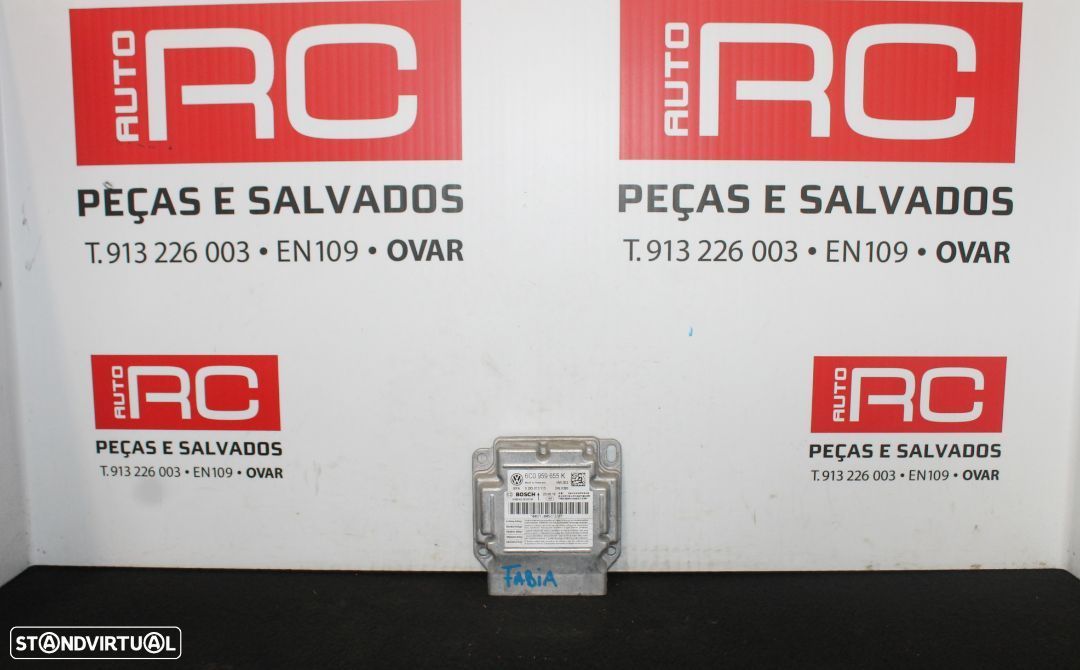 AUTO RC
PEÇAS E SALVADOS
T. 913 226 003 • EN109 • OVAR
AUTO RC
PEÇAS E SALVADOS
T. 913 226 003 • EN109 • OVAR
AUTO RC
PEÇAS E SALVADOS
T. 913 226 003 • EN109 • OVAR
AUTO RC
PEÇAS E SALVADOS
T. 913 226 003 • EN109 • OVAR
6C0 959 655 K
BOSCH
FABIA
STANDVIRTUAL